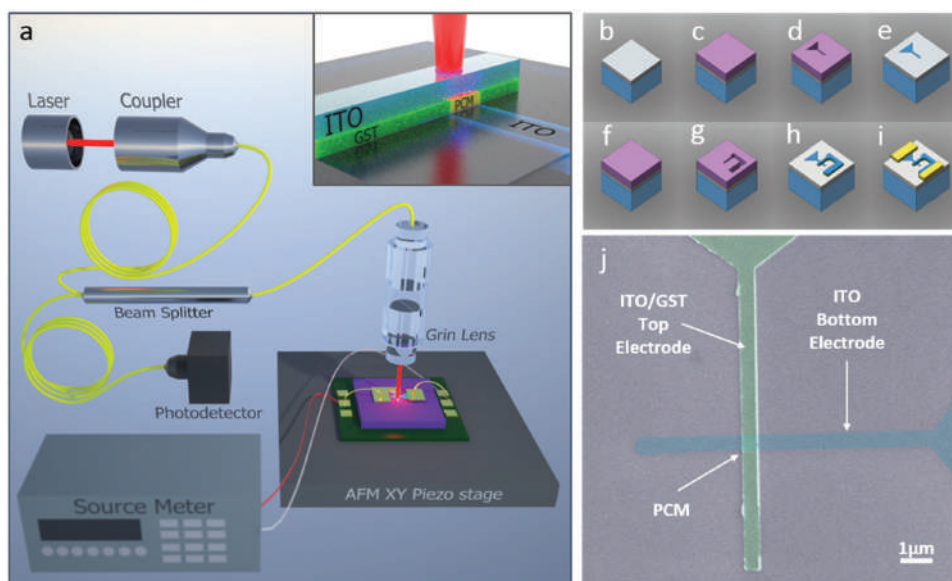 a
Laser
Coupler
ITO
GST
PCM
ITO
Beam Splitter
Grin Lens
Photodetector
Source Meter
AFM XY Piezo stage
b
c
d
e
f
g
h
i
j
ITO/GST
Top
Electrode
ITO
Bottom
Electrode
PCM
1μm